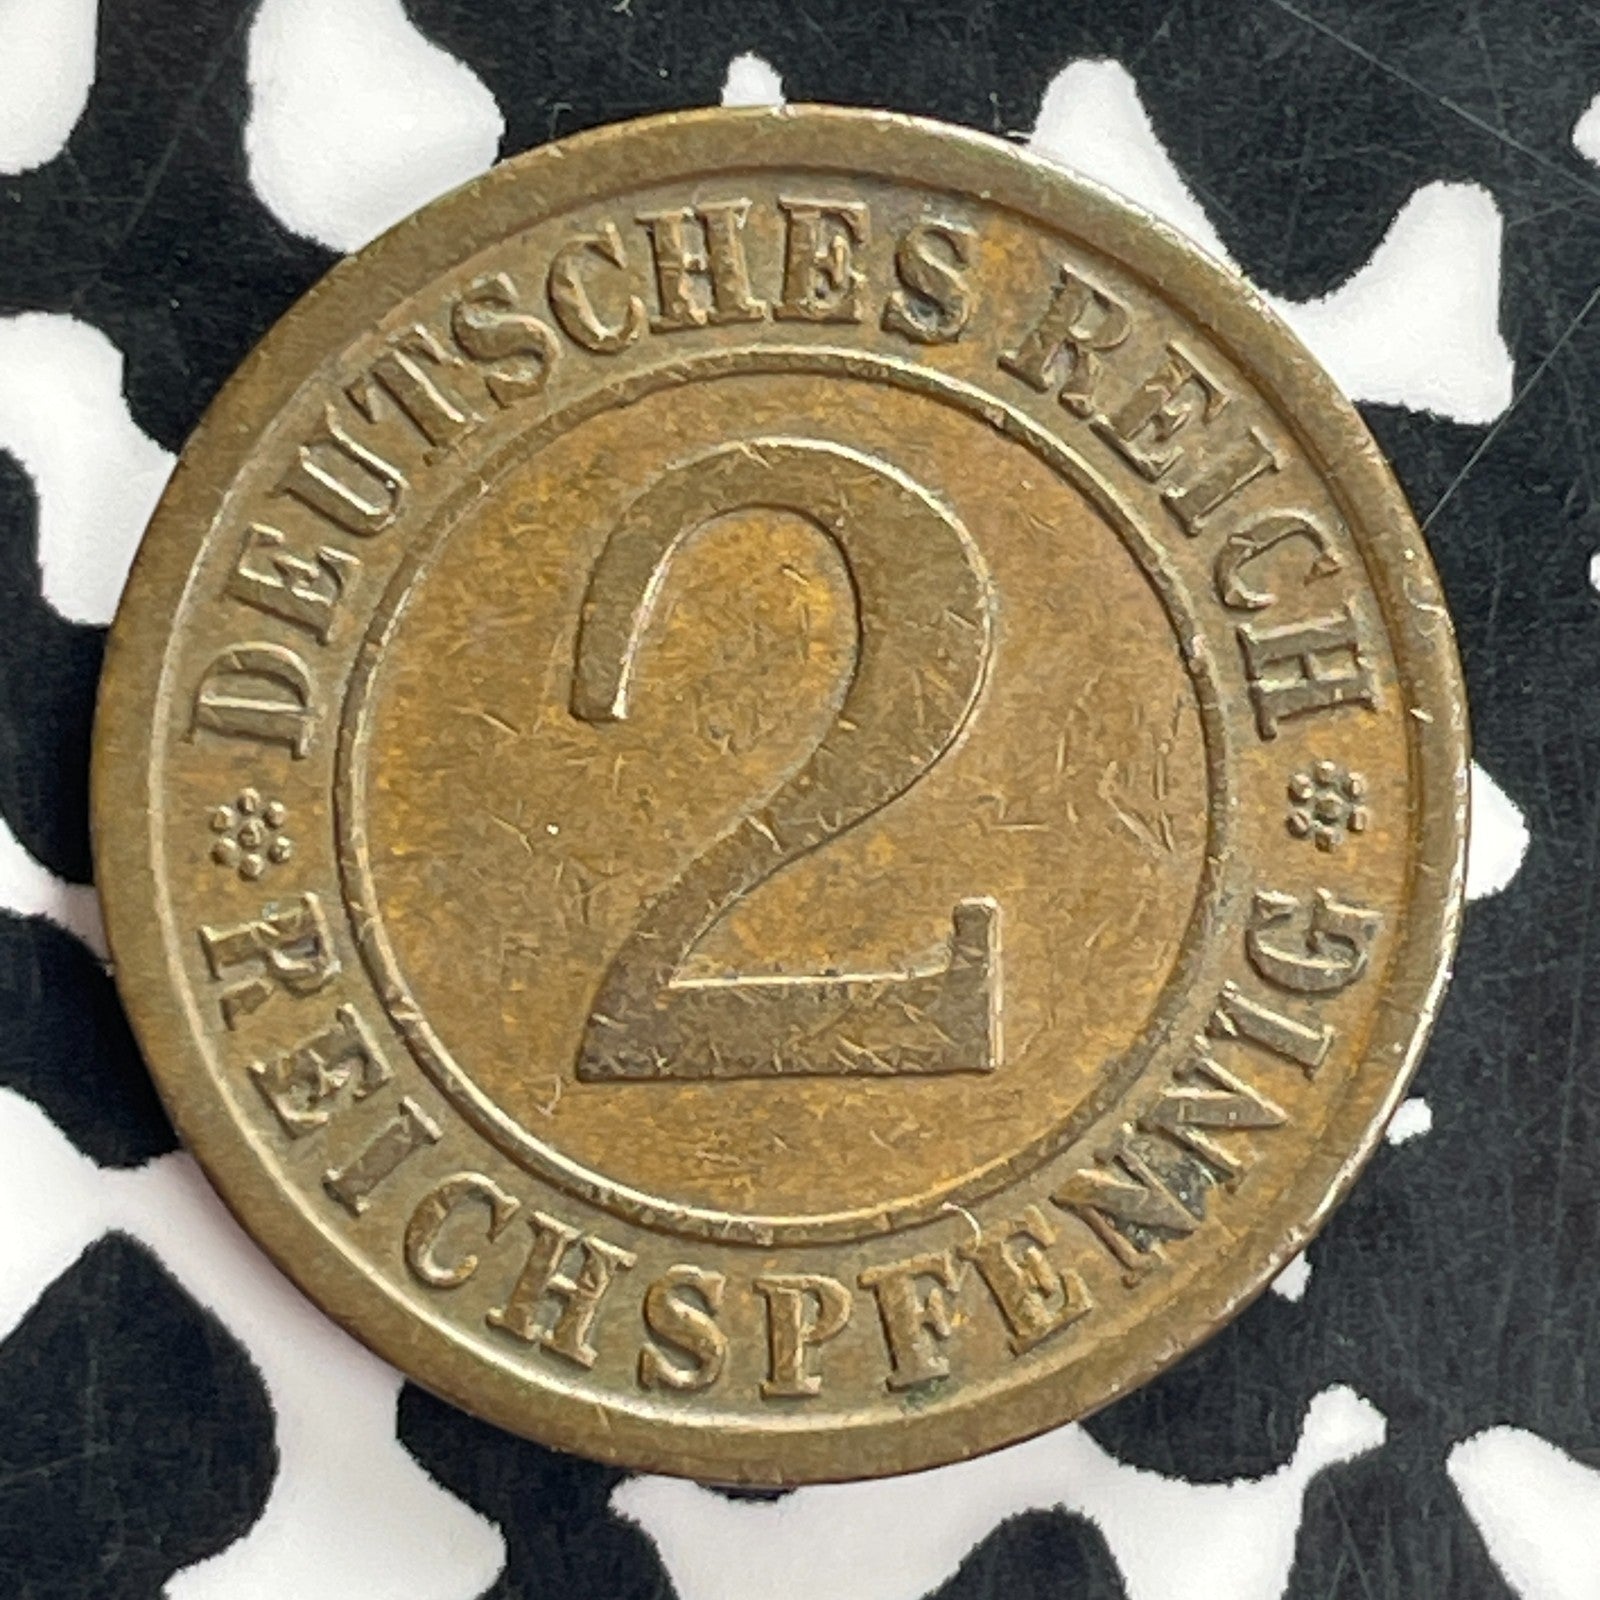 DEUTSCHES REICH
2
REICHSPFENNIG